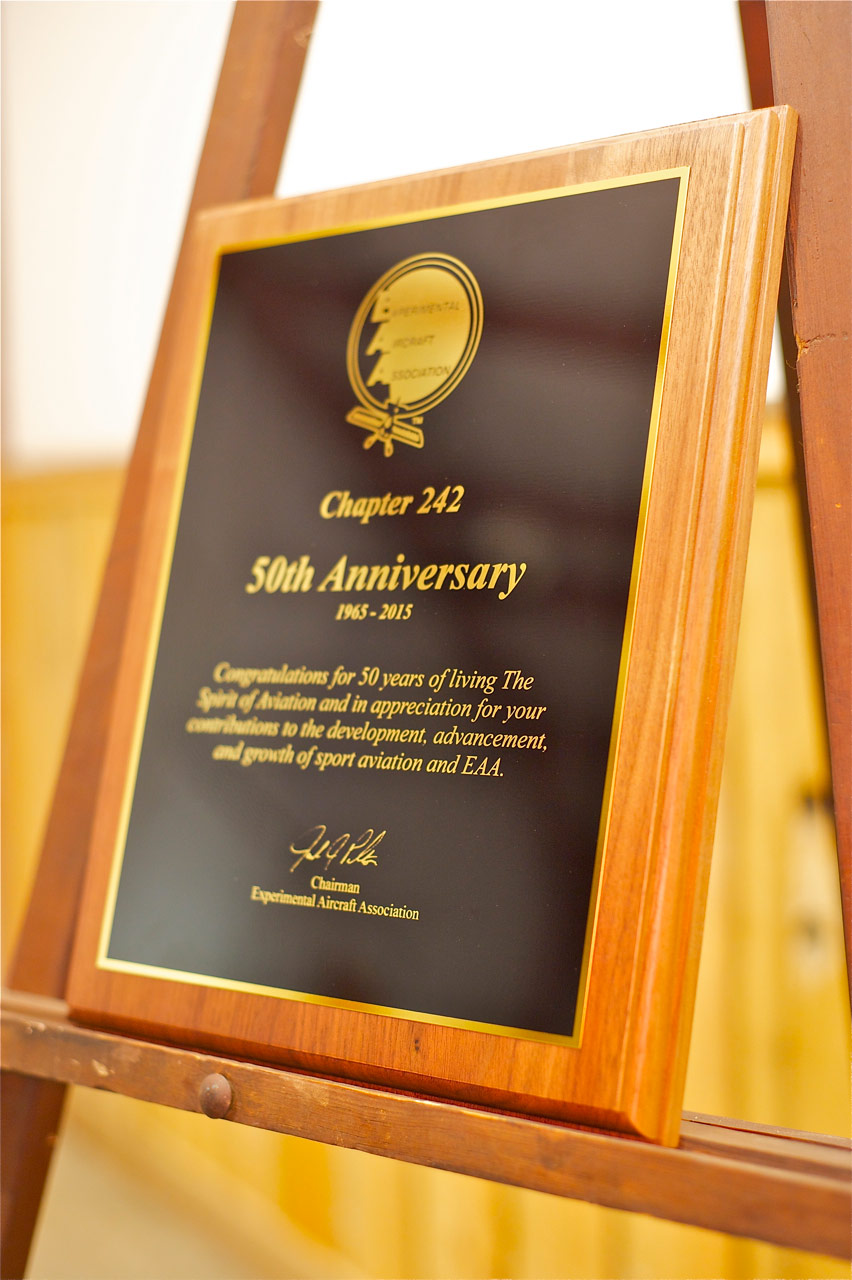 EXPERIMENTAL
AIRCRAFT
ASSOCIATION
TM
Chapter 242
50th Anniversary
1965 - 2015
Congratulations for 50 years of living The
Spirit of Aviation and in appreciation for your
contributions to the development, advancement,
and growth of sport aviation and EAA.
Chairman
Experimental Aircraft Association